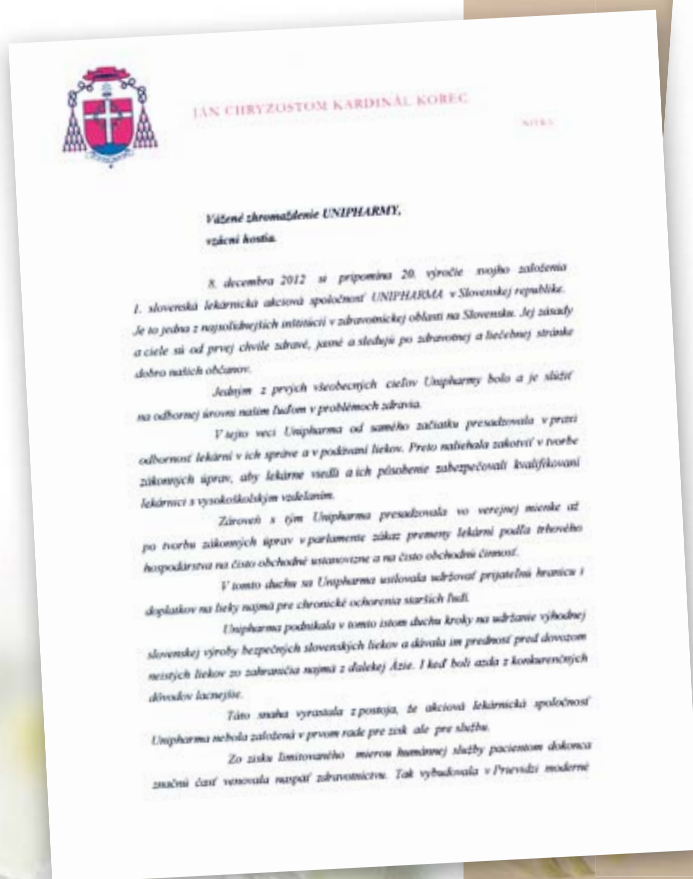 JÁN CHRYZOSTOM KARDINÁL KOREC
NITRA
Vážené zhromaždenie UNIPHARMY,
vzácni hostia.
8. decembra 2012 si pripomína 20. výročie svojho založenia
1. slovenská lekárnická akciová spoločnosť UNIPHARMA v Slovenskej republike.
Je to jedna z najsolídnejších inštitúcií v zdravotníckej oblasti na Slovensku. Jej zásady
a ciele sú od prvej chvíle zdravé, jasné a sledujú po zdravotnej a liečebnej stránke
dobro našich občanov.
Jedným z prvých všeobecných cieľov Unipharmy bolo a je slúžiť
na odbornej úrovni našim ľuďom v problémoch zdravia.
V tejto veci Unipharma od samého začiatku presadzovala v praxi
odbornosť lekární v ich správe a v podávaní liekov. Preto naliehala zakotviť v tvorbe
zákonných úprav, aby lekárne viedli a ich pôsobenie zabezpečovali kvalifikovaní
lekárnici s vysokoškolským vzdelaním.
Zároveň s tým Unipharma presadzovala vo verejnej mienke až
po tvorbu zákonných úprav v parlamente zákaz premeny lekární podľa trhového
hospodárstva na čisto obchodné ustanovizne a na čisto obchodnú činnosť.
V tomto duchu sa Unipharma usilovala udržovať prijateľnú hranicu i
doplatkov na lieky najmä pre chronické ochorenia starších ľudí.
Unipharma podnikala v tomto istom duchu kroky na udržanie výhodnej
slovenskej výroby bezpečných slovenských liekov a dávala im prednosť pred dovozom
neistých liekov zo zahraničia najmä z ďalekej Ázie. I keď boli azda z konkurenčných
dôvodov lacnejšie.
Táto snaha vyrastala z postoja, že akciová lekárnická spoločnosť
Unipharma nebola založená v prvom rade pre zisk ale pre službu.
Zo zisku limitovaného mierou humánnej služby pacientom dokonca
značnú časť venovala naspäť zdravotníctvu. Tak vybudovala v Prievidzi moderné